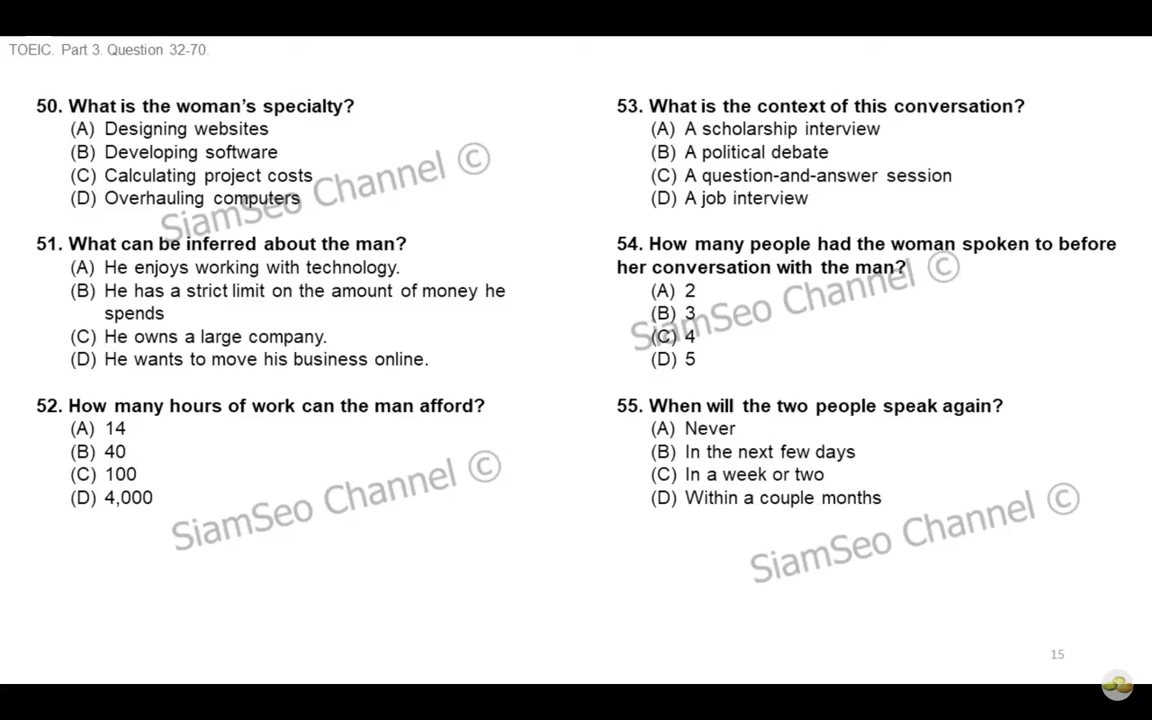 TOEIC. Part 3. Question 32-70.
50. What is the woman’s specialty?
(A) Designing websites
(B) Developing software
(C) Calculating project costs
(D) Overhauling computers
51. What can be inferred about the man?
(A) He enjoys working with technology.
(B) He has a strict limit on the amount of money he
spends
(C) He owns a large company.
(D) He wants to move his business online.
52. How many hours of work can the man afford?
(A) 14
(B) 40
(C) 100
(D) 4,000
SiamSeo Channel ©
SiamSeo Channel ©
53. What is the context of this conversation?
(A) A scholarship interview
(B) A political debate
(C) A question-and-answer session
(D) A job interview
54. How many people had the woman spoken to before
her conversation with the man?
(A) 2
(B) 3
(C) 4
(D) 5
55. When will the two people speak again?
(A) Never
(B) In the next few days
(C) In a week or two
(D) Within a couple months
SiamSeo Channel ©
SiamSeo Channel ©
15